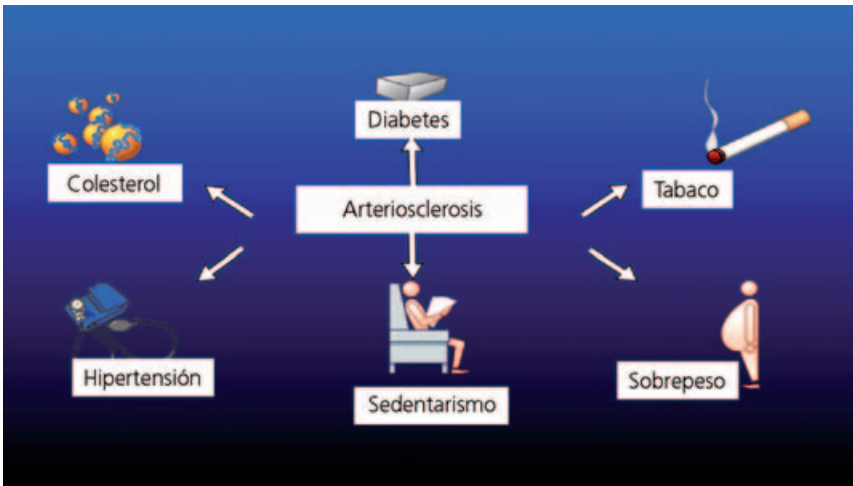 Diabetes
Colesterol
Arteriosclerosis
Tabaco
Hipertensión
Sedentarismo
Sobrepeso